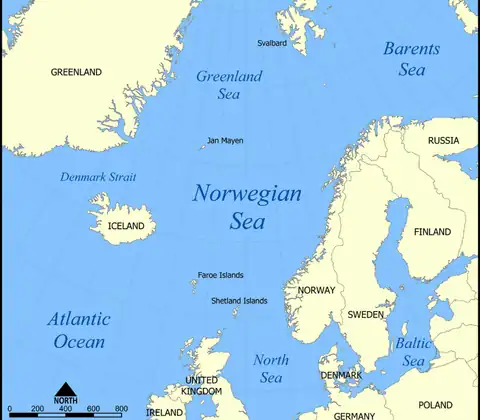 Svalbard
Barents
Sea
GREENLAND
Greenland
Sea
RUSSIA
Jan Mayen
Denmark Strait
Norwegian
Sea
ICELAND
FINLAND
Faroe Islands
NORWAY
Shetland Islands
SWEDEN
Atlantic
Ocean
Baltic
Sea
North
Sea
DENMARK
UNITED
KINGDOM
NORTH
0 200 400 600 800
IRELAND
GERMANY
POLAND